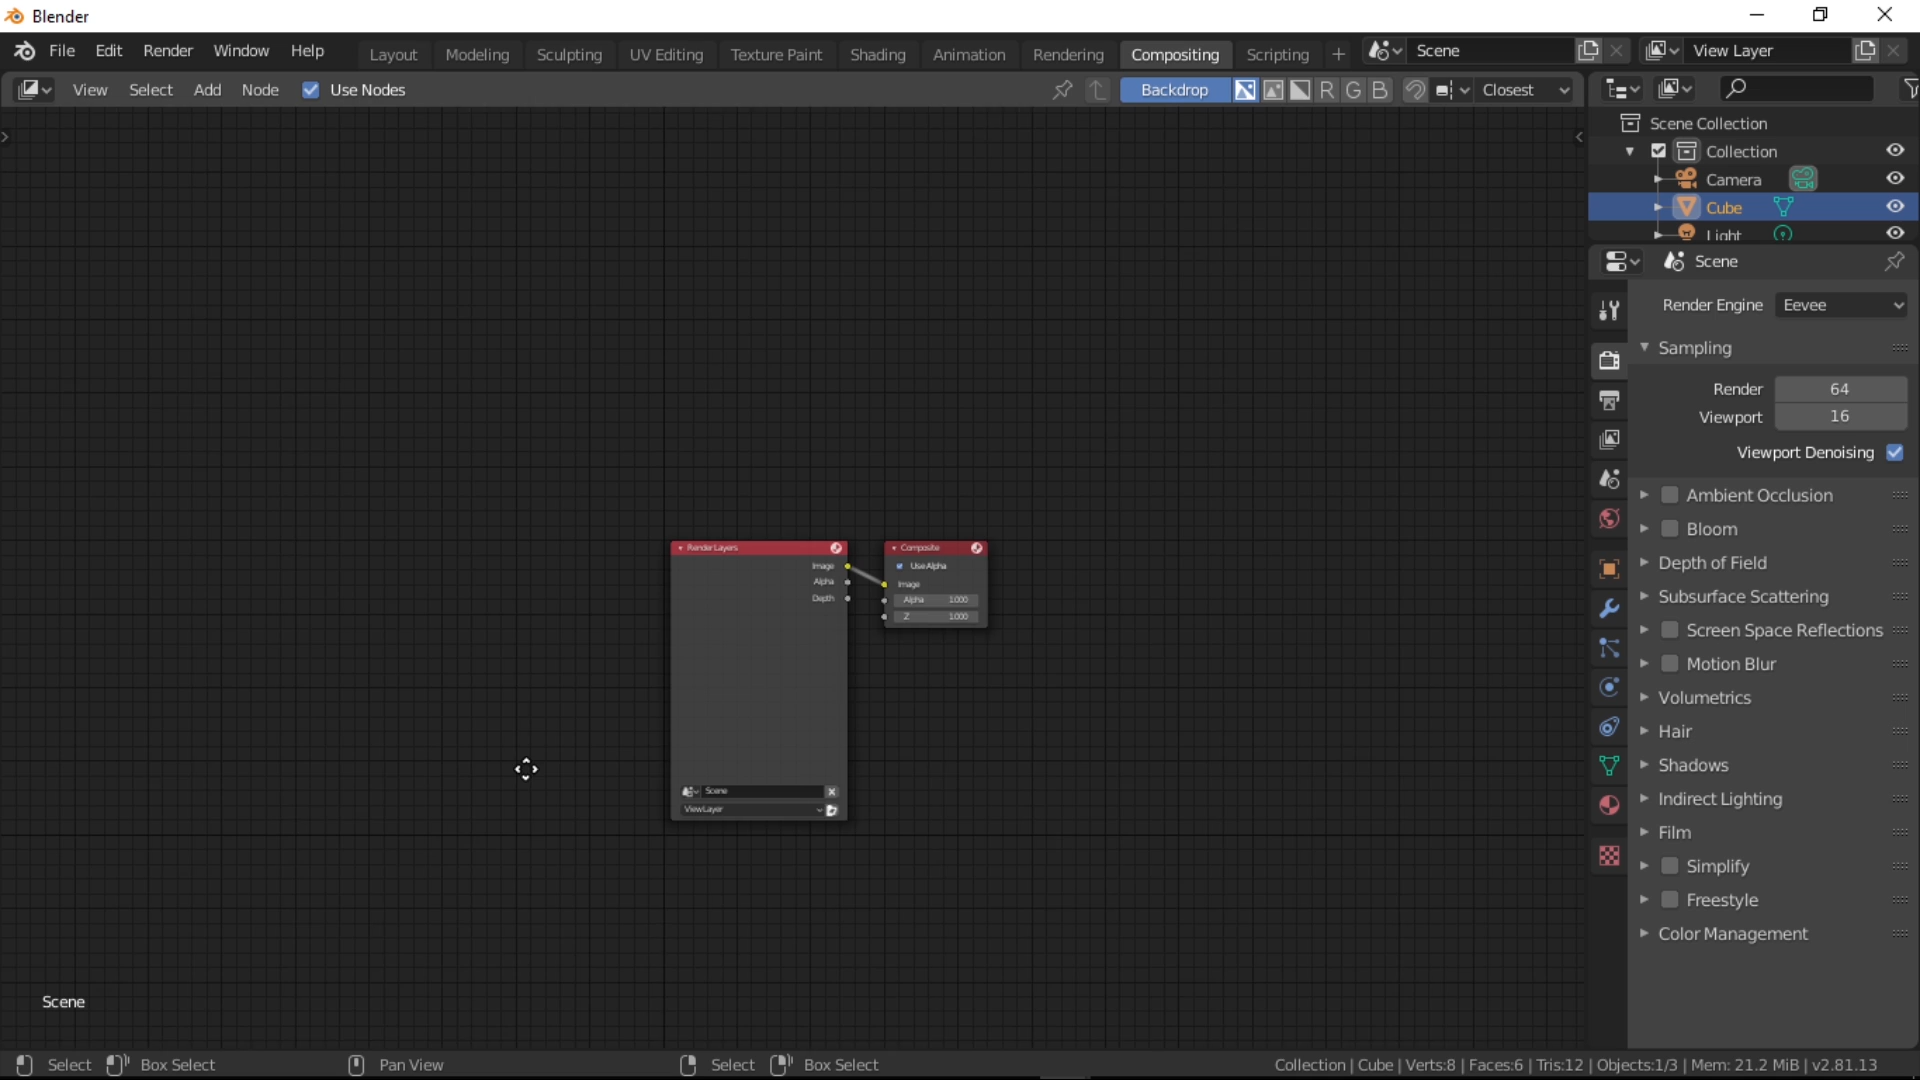 Blender
File Edit Render Window Help Layout Modeling Sculpting UV Editing Texture Paint Shading Animation Rendering Compositing Scripting + Scene View Layer
View Select Add Node Use Nodes Backdrop R G B Closest
Scene Collection
Collection
Camera
Cube
Light
Scene
Render Engine Eevee
Sampling
Render 64
Viewport 16
Viewport Denoising
Ambient Occlusion
Bloom
Depth of Field
Subsurface Scattering
Screen Space Reflections
Motion Blur
Volumetrics
Hair
Shadows
Indirect Lighting
Film
Simplify
Freestyle
Color Management
Render Layers
Image
Alpha
Depth
Scene
View Layer
Composite
Use Alpha
Image
Alpha 1.000
Z 1.000
Scene
Select Box Select Pan View Select Box Select Collection | Cube | Verts:8 | Faces:6 | Tris:12 | Objects:1/3 | Mem: 21.2 MiB | v2.81.13